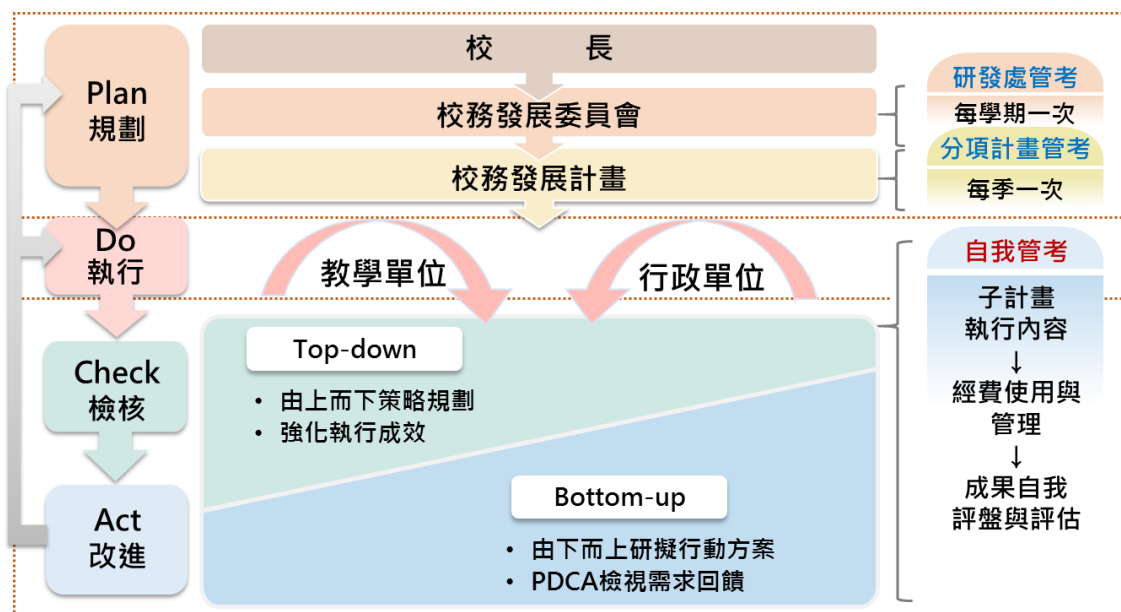 Plan
規劃
Do
執行
Check
檢核
Act
改進
校 長
校務發展委員會
校務發展計畫
教學單位
行政單位
Top-down
• 由上而下策略規劃
• 強化執行成效
Bottom-up
• 由下而上研擬行動方案
• PDCA檢視需求回饋
研發處管考
每學期一次
分項計畫管考
每季一次
自我管考
子計畫
執行內容
↓
經費使用與
管理
↓
成果自我
評盤與評估